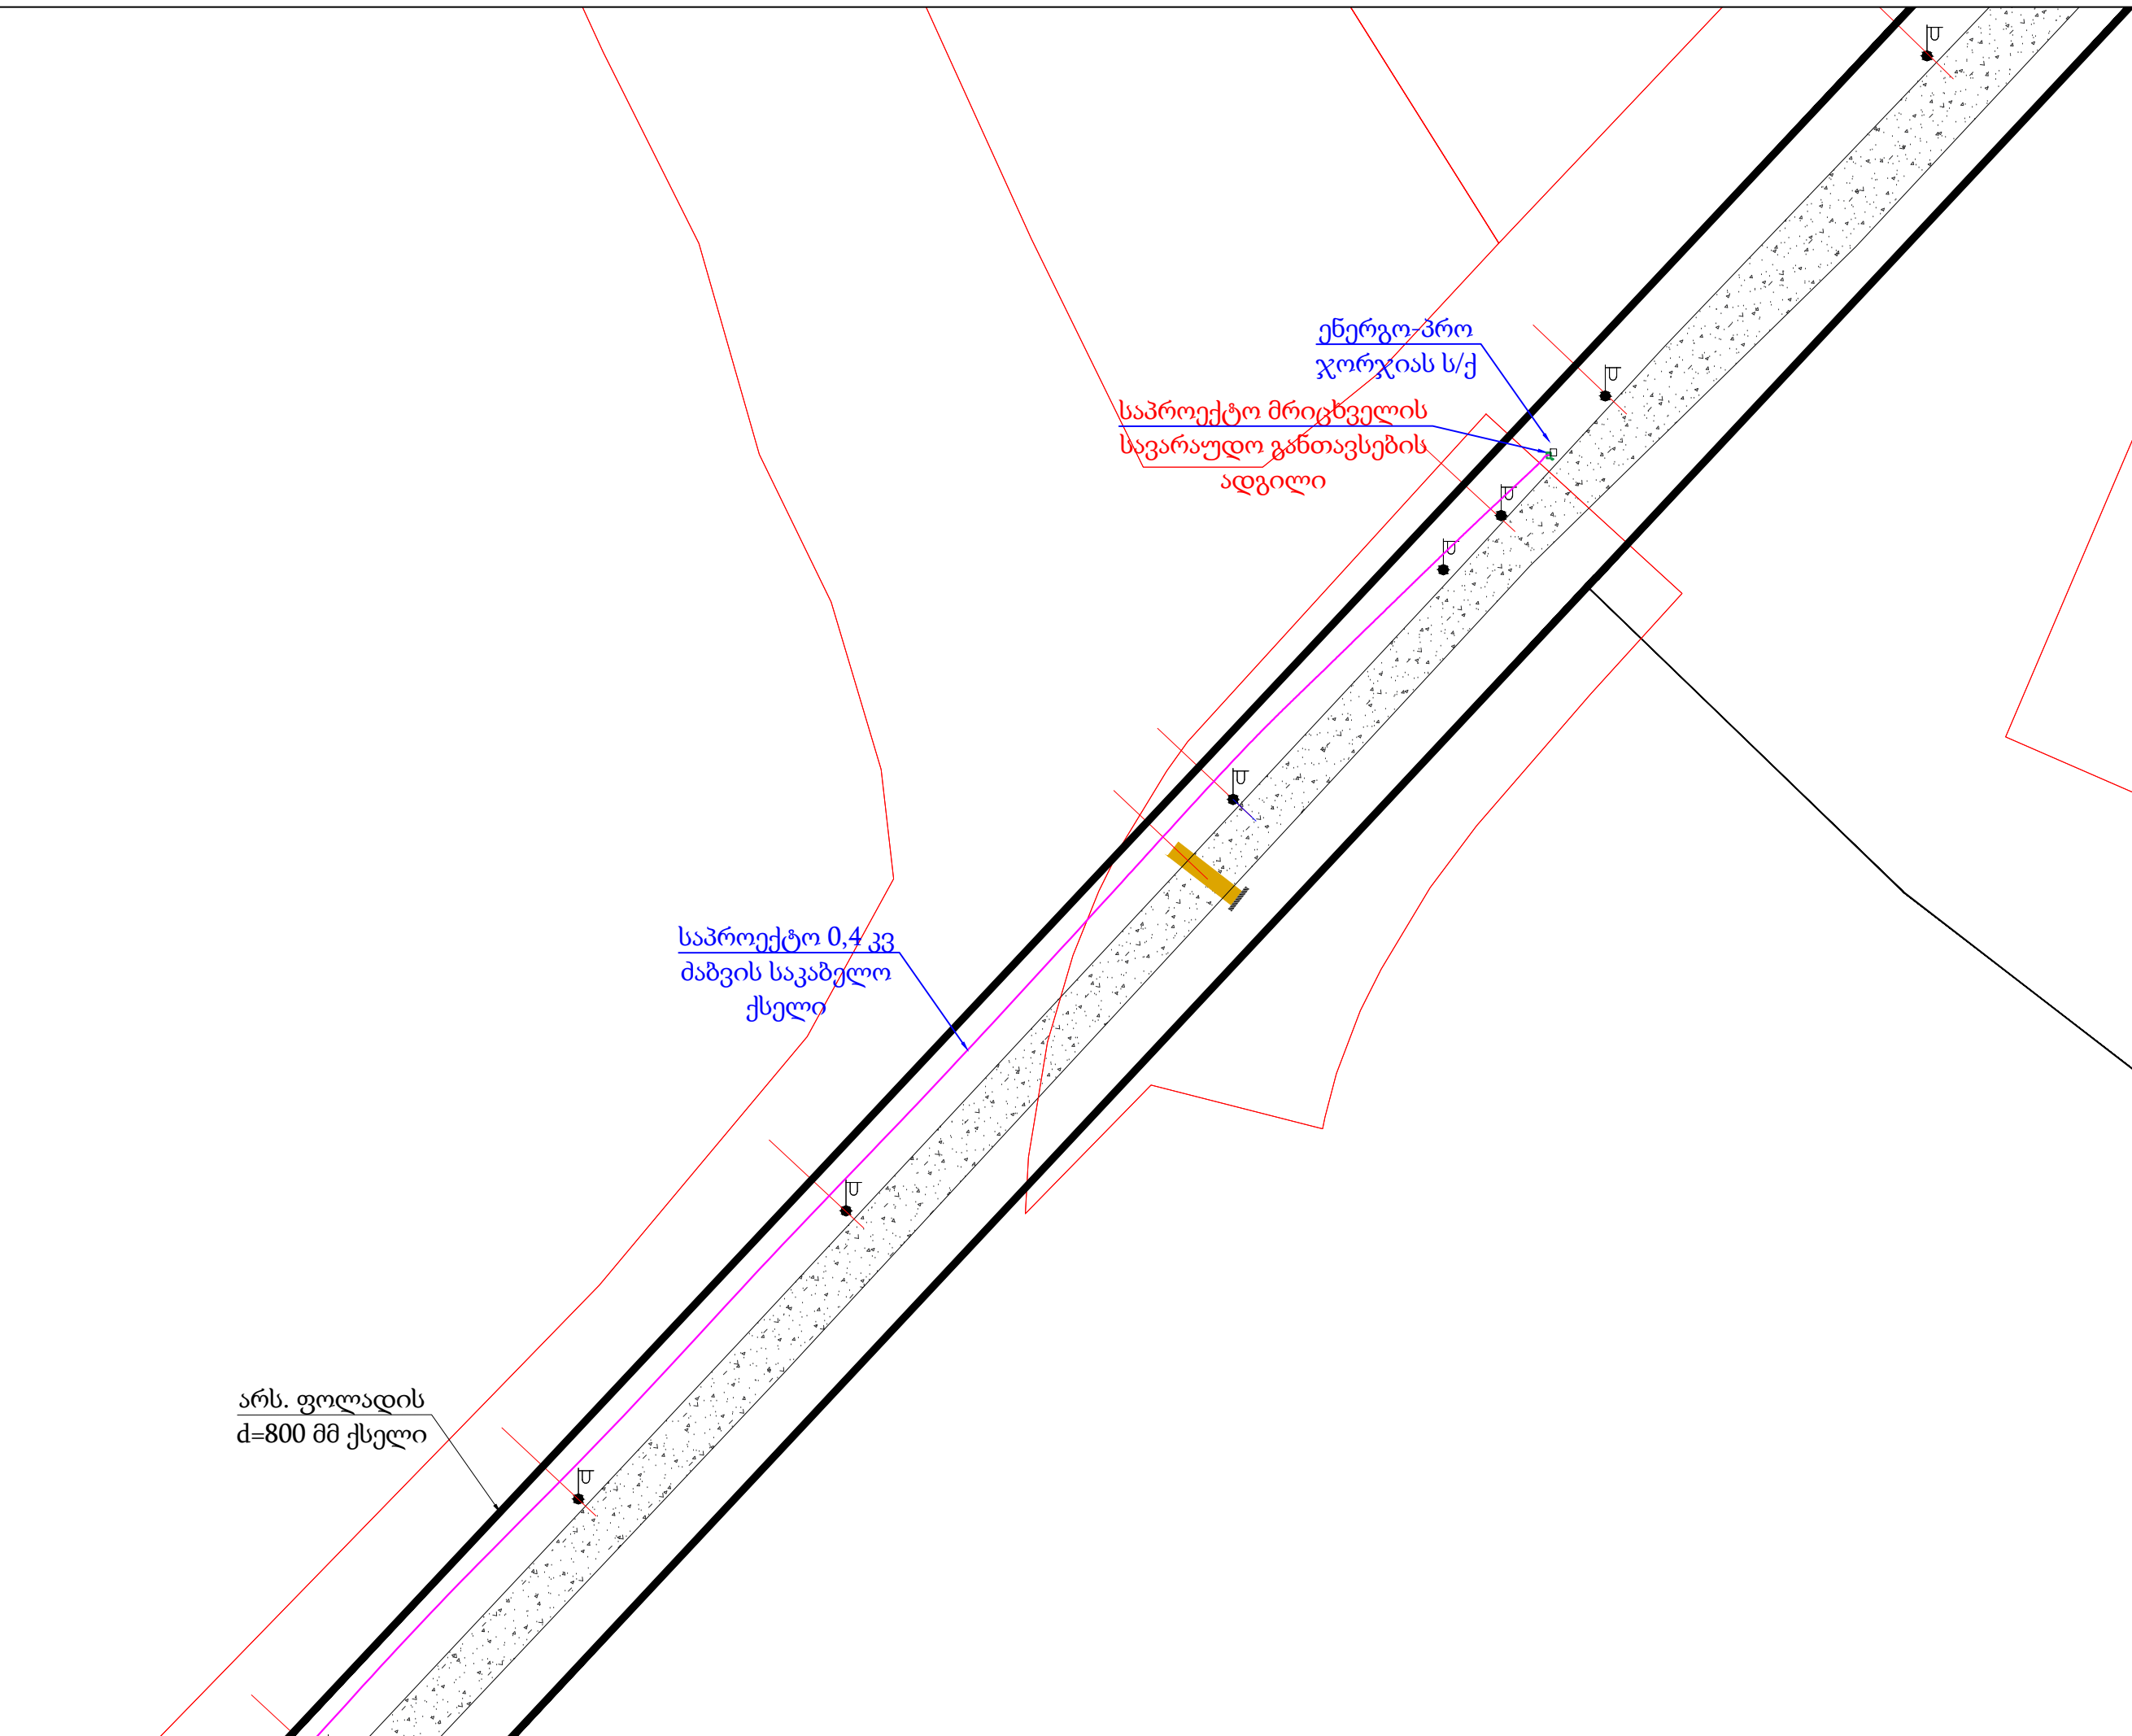 ენერგო-პრო
ჯორჯიას ს/ქ
საპროექტო მრიცხველის
სავარაუდო განთავსების
ადგილი
საპროექტო 0,4 კვ
ძაბვის საკაბელო
ქსელი
არს. ფოლადის
d=800 მმ ქსელი